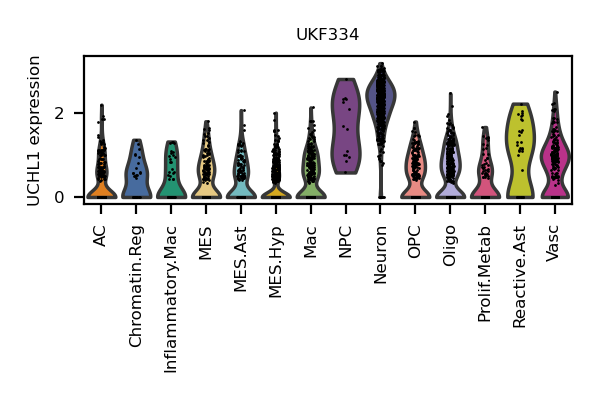 UKF334
UCHL1 expression
2
0
AC
Chromatin.Reg
Inflammatory.Mac
MES
MES.Ast
MES.Hyp
Mac
NPC
Neuron
OPC
Oligo
Prolif.Metab
Reactive.Ast
Vasc